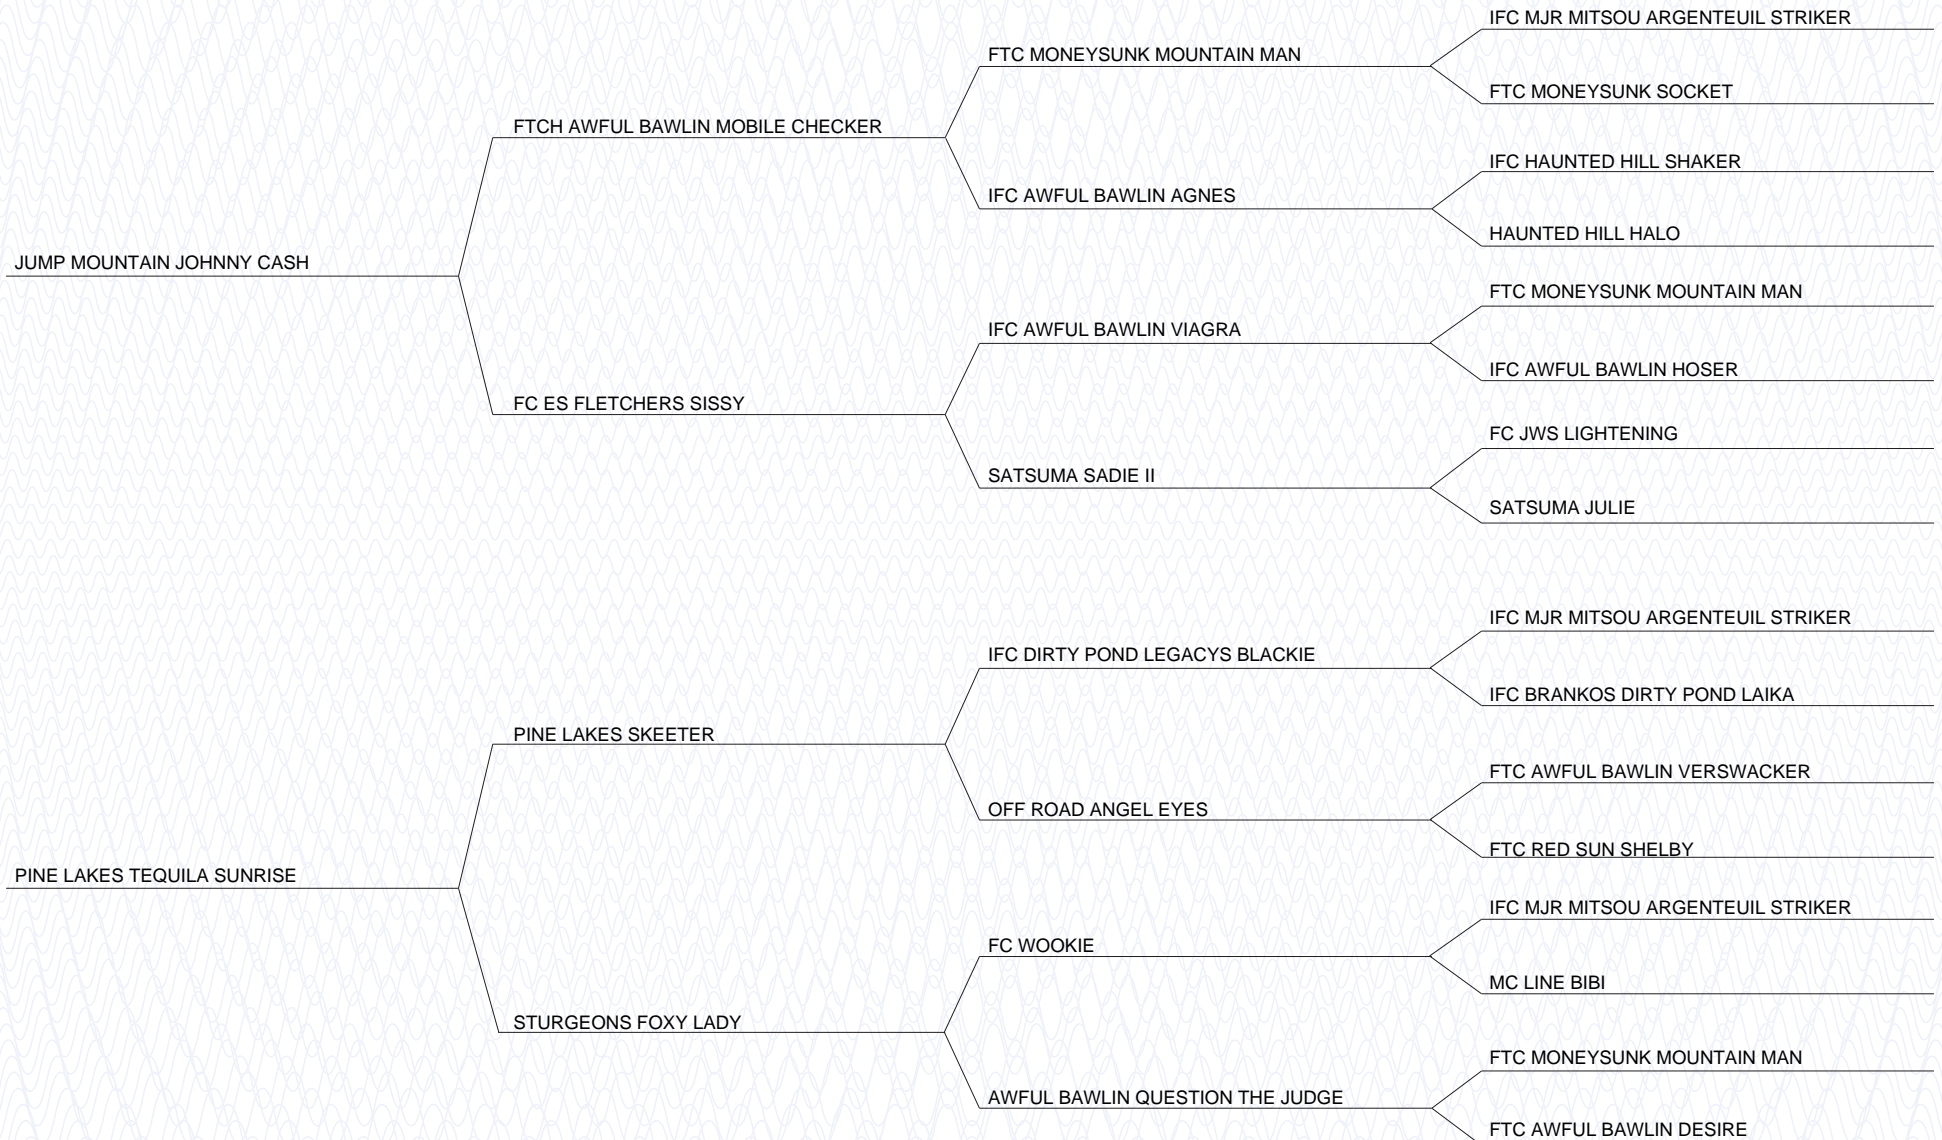 IFC MJR MITSOU ARGENTEUIL STRIKER
FTC MONEYSUNK MOUNTAIN MAN
FTC MONEYSUNK SOCKET
FTCH AWFUL BAWLIN MOBILE CHECKER
IFC HAUNTED HILL SHAKER
IFC AWFUL BAWLIN AGNES
HAUNTED HILL HALO
JUMP MOUNTAIN JOHNNY CASH
FTC MONEYSUNK MOUNTAIN MAN
IFC AWFUL BAWLIN VIAGRA
IFC AWFUL BAWLIN HOSER
FC ES FLETCHERS SISSY
FC JWS LIGHTENING
SATSUMA SADIE II
SATSUMA JULIE
IFC MJR MITSOU ARGENTEUIL STRIKER
IFC DIRTY POND LEGACYS BLACKIE
IFC BRANKOS DIRTY POND LAIKA
PINE LAKES SKEETER
FTC AWFUL BAWLIN VERSWACKER
OFF ROAD ANGEL EYES
FTC RED SUN SHELBY
PINE LAKES TEQUILA SUNRISE
IFC MJR MITSOU ARGENTEUIL STRIKER
FC WOOKIE
MC LINE BIBI
STURGEONS FOXY LADY
FTC MONEYSUNK MOUNTAIN MAN
AWFUL BAWLIN QUESTION THE JUDGE
FTC AWFUL BAWLIN DESIRE